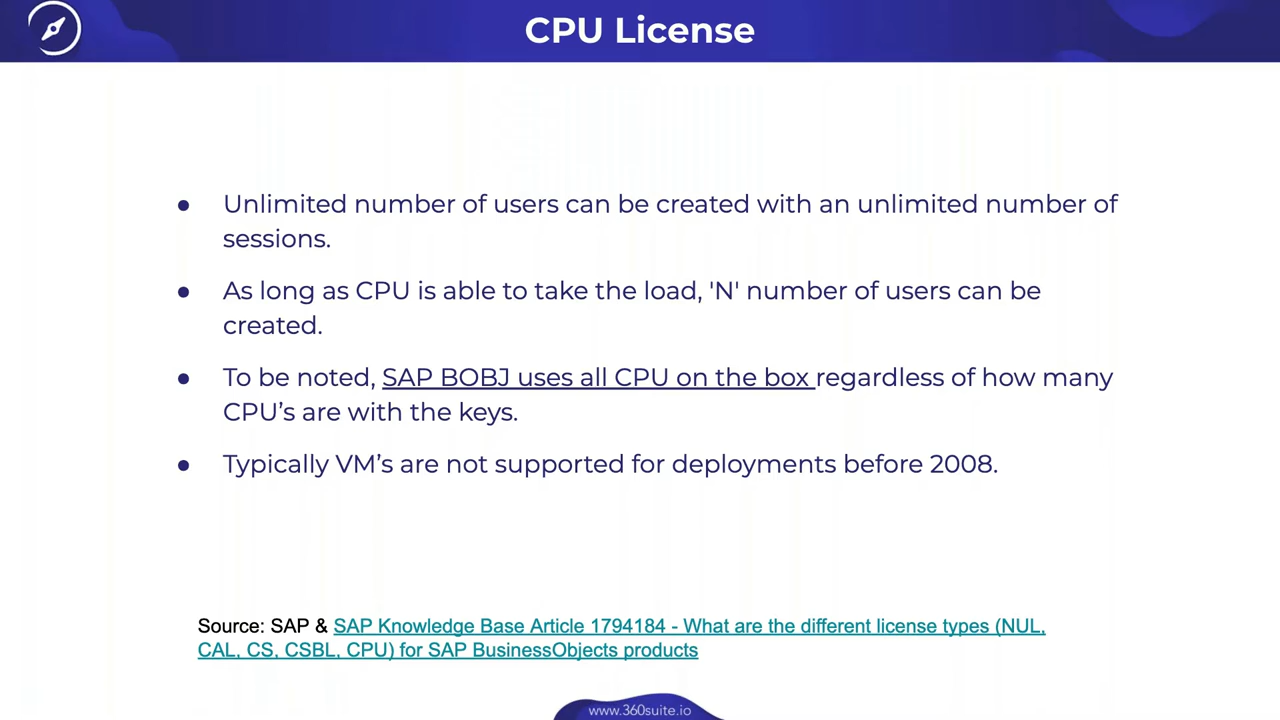 CPU License
● Unlimited number of users can be created with an unlimited number of
sessions.
● As long as CPU is able to take the load, 'N' number of users can be
created.
● To be noted, SAP BOBJ uses all CPU on the box regardless of how many
CPU’s are with the keys.
● Typically VM’s are not supported for deployments before 2008.
Source: SAP & SAP Knowledge Base Article 1794184 - What are the different license types (NUL,
CAL, CS, CSBL, CPU) for SAP BusinessObjects products
www.360suite.io